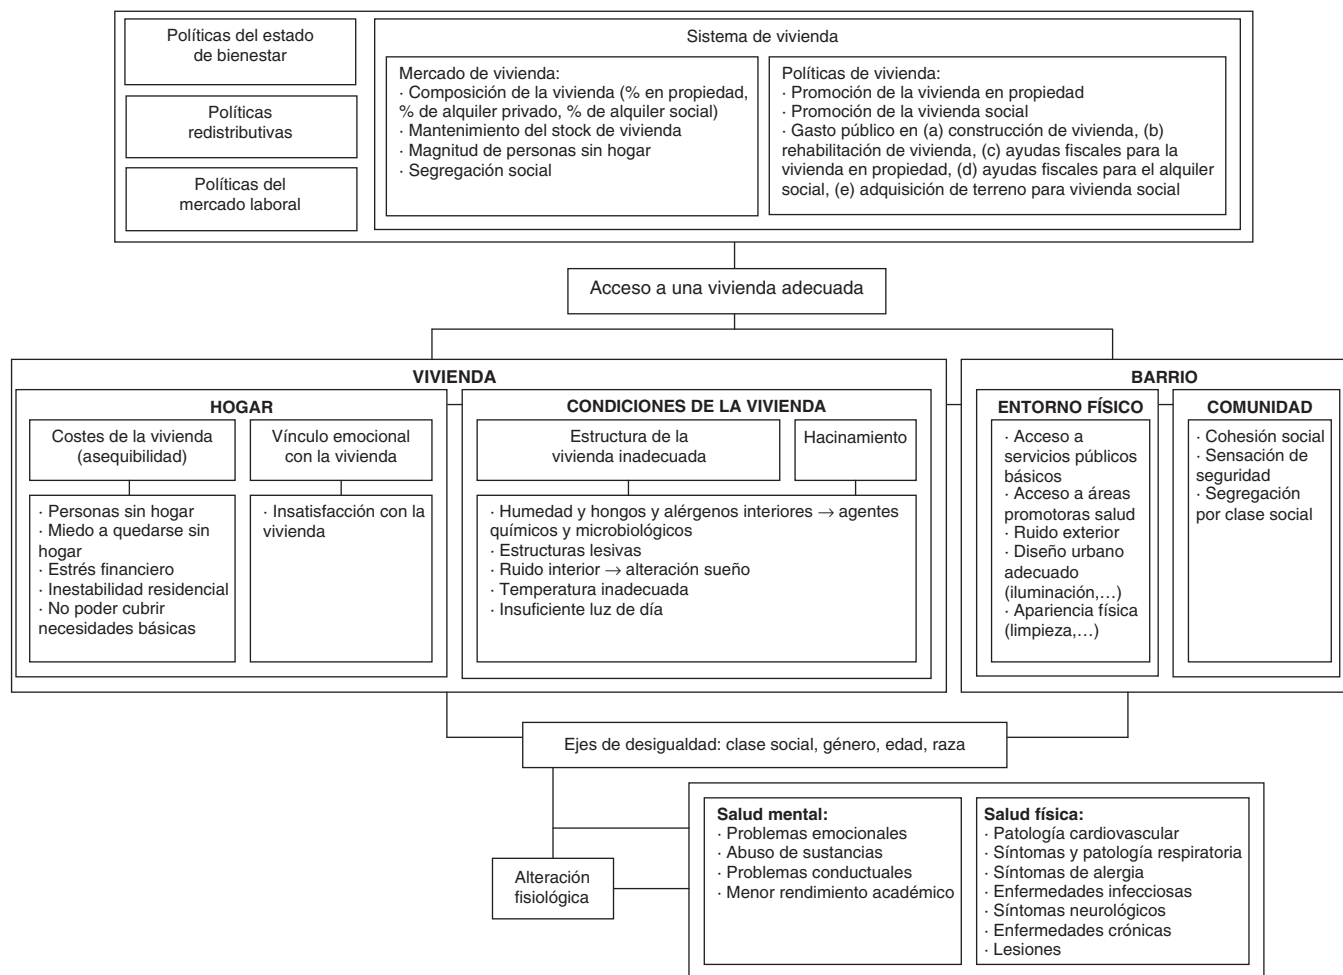 Políticas del estado
de bienestar
Políticas
redistributivas
Políticas del
mercado laboral
Sistema de vivienda
Mercado de vivienda:
· Composición de la vivienda (% en propiedad,
% de alquiler privado, % de alquiler social)
· Mantenimiento del stock de vivienda
· Magnitud de personas sin hogar
· Segregación social
Políticas de vivienda:
· Promoción de la vivienda en propiedad
· Promoción de la vivienda social
· Gasto público en (a) construcción de vivienda, (b)
rehabilitación de vivienda, (c) ayudas fiscales para la
vivienda en propiedad, (d) ayudas fiscales para el alquiler
social, (e) adquisición de terreno para vivienda social
Acceso a una vivienda adecuada
VIVIENDA
HOGAR
Costes de la vivienda
(asequibilidad)
· Personas sin hogar
· Miedo a quedarse sin
hogar
· Estrés financiero
· Inestabilidad residencial
· No poder cubrir
necesidades básicas
Vínculo emocional
con la vivienda
· Insatisfacción con la
vivienda
CONDICIONES DE LA VIVIENDA
Estructura de la
vivienda inadecuada
Hacinamiento
· Humedad y hongos y alérgenos interiores → agentes
químicos y microbiológicos
· Estructuras lesivas
· Ruido interior → alteración sueño
· Temperatura inadecuada
· Insuficiente luz de día
BARRIO
ENTORNO FÍSICO
· Acceso a
servicios públicos
básicos
· Acceso a áreas
promotoras salud
· Ruido exterior
· Diseño urbano
adecuado
(iluminación,…)
· Apariencia física
(limpieza,…)
COMUNIDAD
· Cohesión social
· Sensación de
seguridad
· Segregación
por clase social
Ejes de desigualdad: clase social, género, edad, raza
Alteración
fisiológica
Salud mental:
· Problemas emocionales
· Abuso de sustancias
· Problemas conductuales
· Menor rendimiento académico
Salud física:
· Patología cardiovascular
· Síntomas y patología respiratoria
· Síntomas de alergia
· Enfermedades infecciosas
· Síntomas neurológicos
· Enfermedades crónicas
· Lesiones